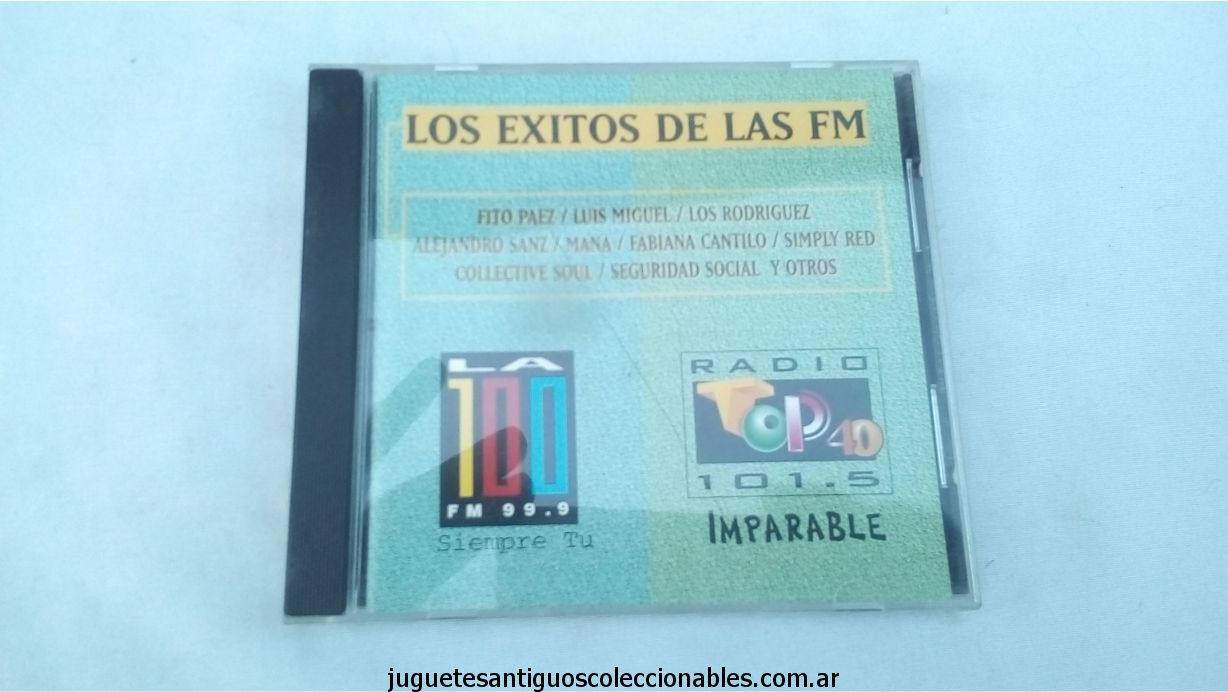 LOS EXITOS DE LAS FM
FITO PAEZ / LUIS MIGUEL / LOS RODRIGUEZ
ALEJANDRO SANZ / MANA / FABIANA CANTILO / SIMPLY RED
COLLECTIVE SOUL / SEGURIDAD SOCIAL Y OTROS
LA
100
FM 99.9
Siempre Tu
RADIO
TOP 40
101.5
IMPARABLE
juguetesantiguoscoleccionables.com.ar